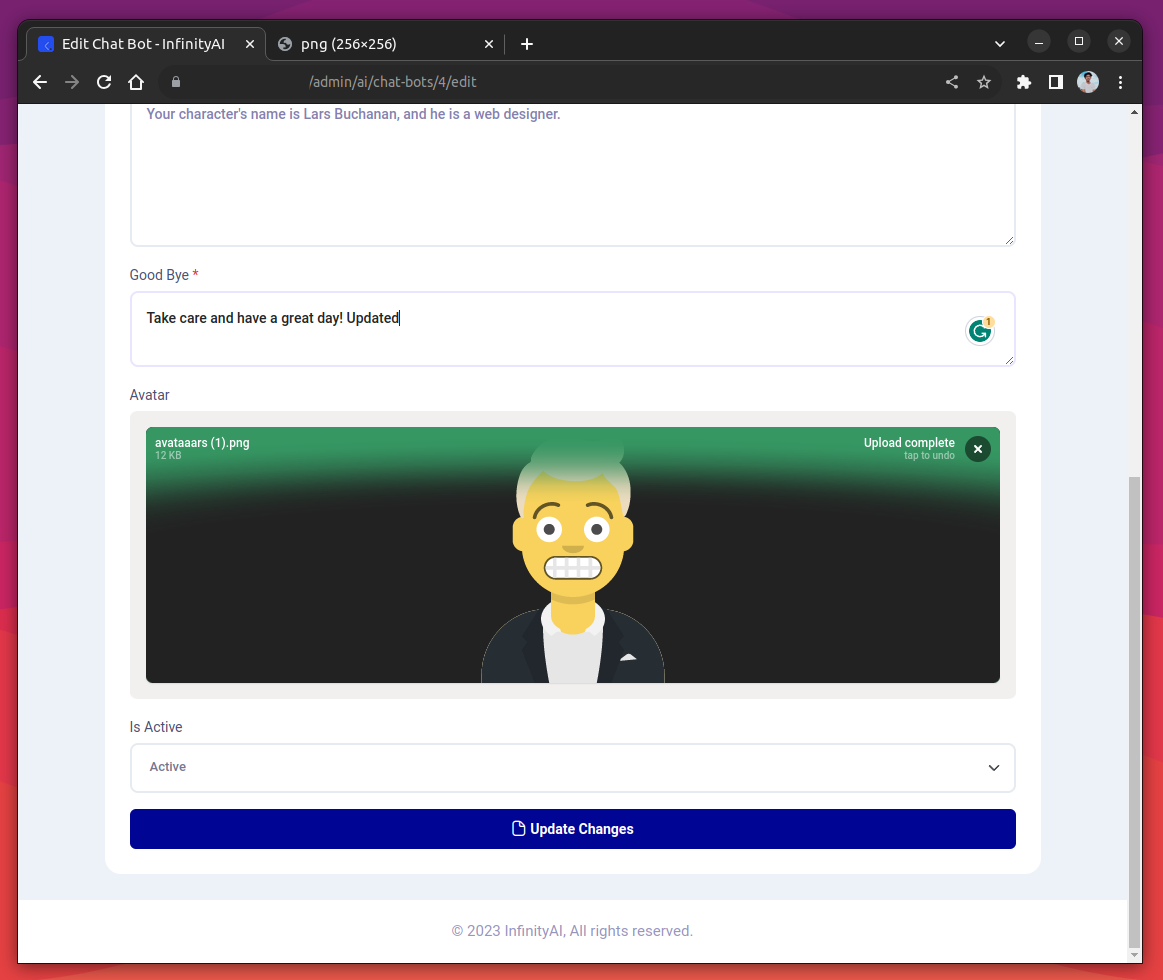 Edit Chat Bot - InfinityAI
png (256×256)
/admin/ai/chat-bots/4/edit
Your character's name is Lars Buchanan, and he is a web designer.
Good Bye *
Take care and have a great day! Updated
1
Avatar
avataaars (1).png
Upload complete
12 KB
tap to undo
Is Active
Active
Update Changes
© 2023 InfinityAI, All rights reserved.